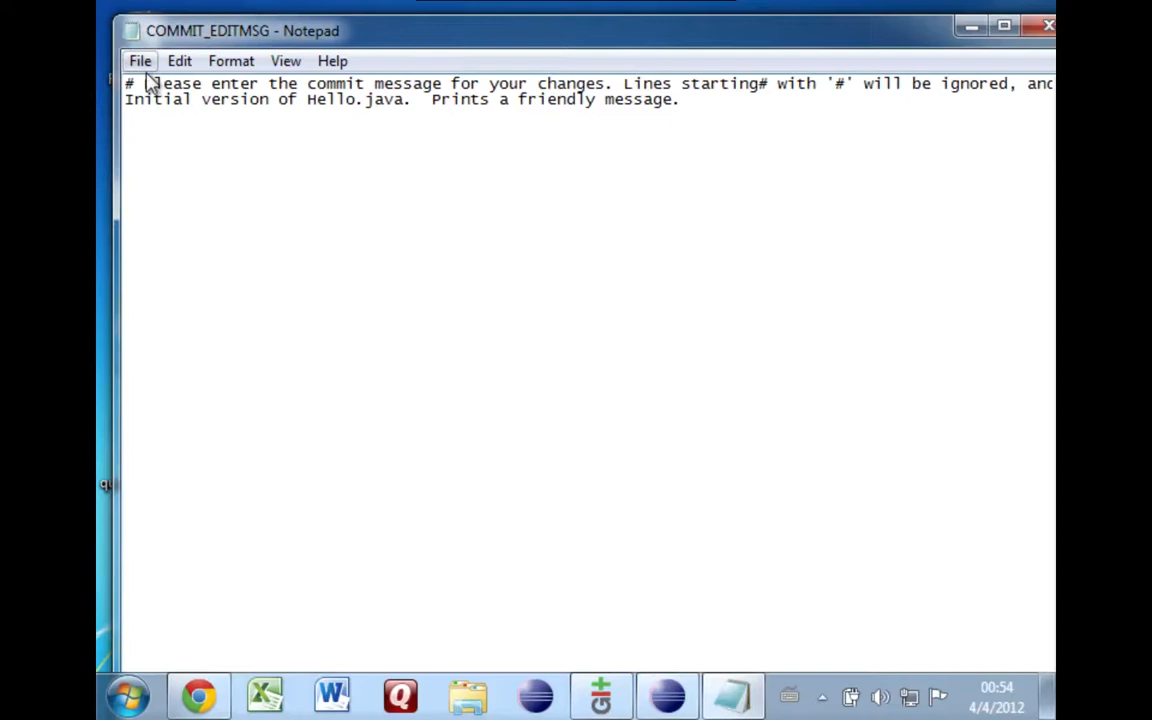 COMMIT_EDITMSG - Notepad
File Edit Format View Help
# Please enter the commit message for your changes. Lines starting# with '#' will be ignored, and
Initial version of Hello.java.  Prints a friendly message.
00:54
4/4/2012